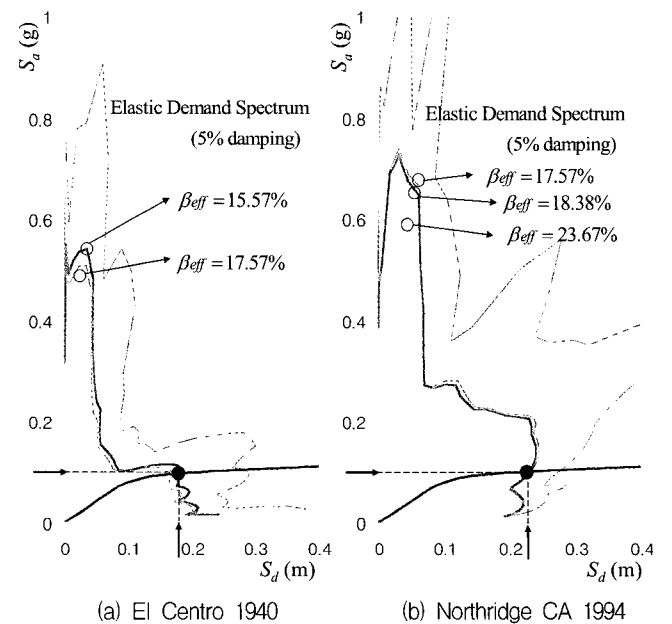 S_a (g)
1
0.8
0.6
0.4
0.2
0
Elastic Demand Spectrum
(5% damping)
β_eff = 15.57%
β_eff = 17.57%
0 0.1 0.2 0.3 0.4
S_d (m)
(a) El Centro 1940
S_a (g)
1
0.8
0.6
0.4
0.2
0
Elastic Demand Spectrum
(5% damping)
β_eff = 17.57%
β_eff = 18.38%
β_eff = 23.67%
0 0.1 0.2 0.3 0.4
S_d (m)
(b) Northridge CA 1994